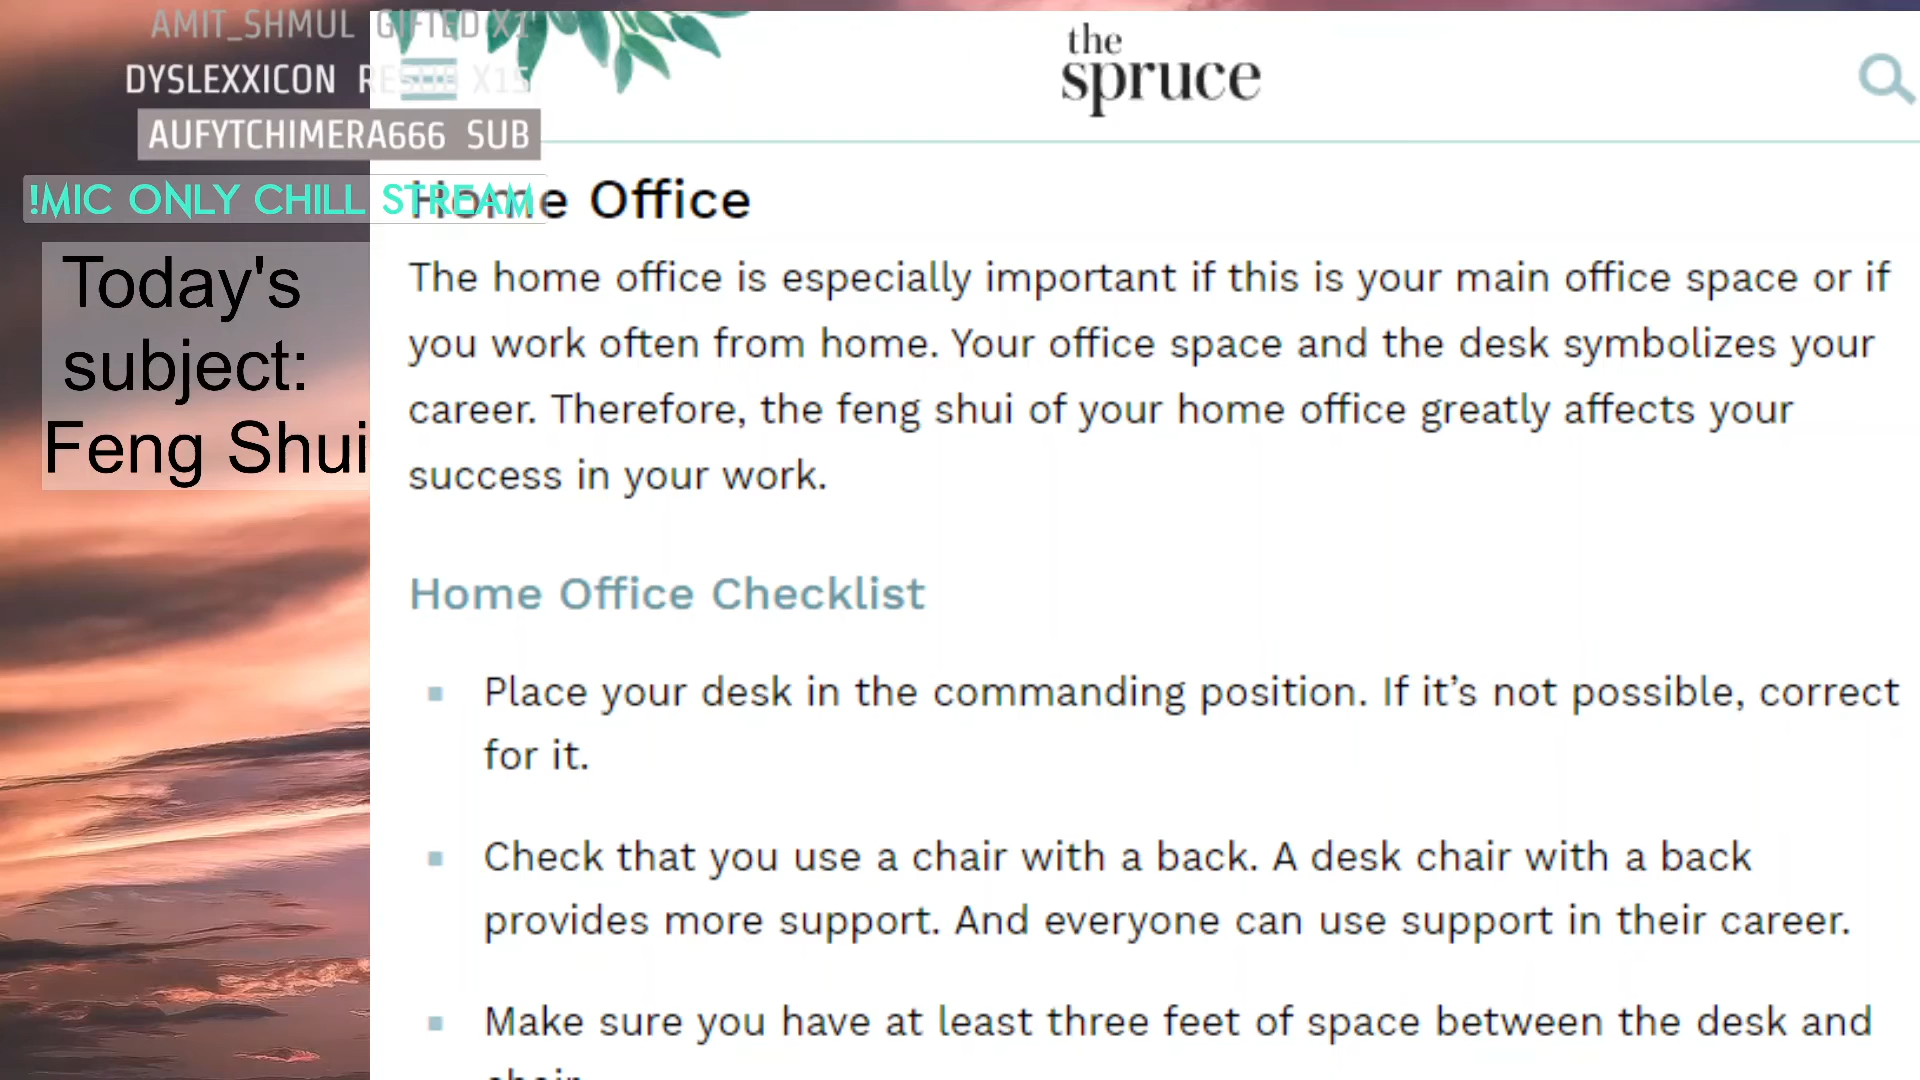 AMIT_SHMUL GIFTED X1
DYSLEXXICON RESUB X15
AUFYTCHIMERA666 SUB
!MIC ONLY CHILL STREAM
Today's
subject:
Feng Shui
the
spruce
Home Office
The home office is especially important if this is your main office space or if
you work often from home. Your office space and the desk symbolizes your
career. Therefore, the feng shui of your home office greatly affects your
success in your work.
Home Office Checklist
Place your desk in the commanding position. If it’s not possible, correct
for it.
Check that you use a chair with a back. A desk chair with a back
provides more support. And everyone can use support in their career.
Make sure you have at least three feet of space between the desk and